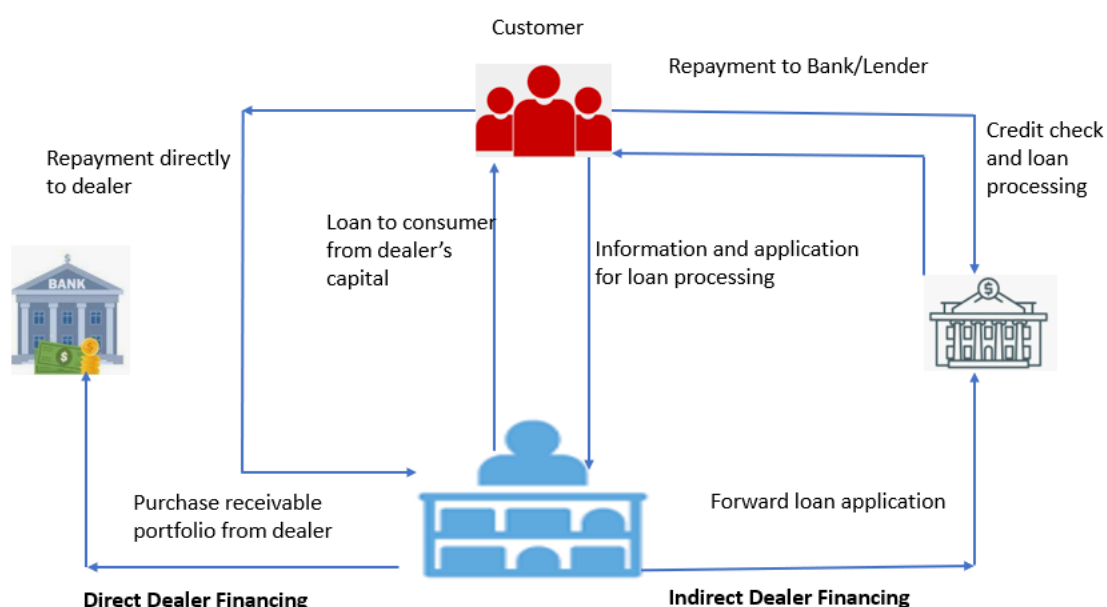 Customer
Repayment to Bank/Lender
Credit check
and loan
processing
Repayment directly
to dealer
Loan to consumer
from dealer's
capital
Information and application
for loan processing
$
BANK
$
$
Purchase receivable
portfolio from dealer
Forward loan application
Direct Dealer Financing
Indirect Dealer Financing